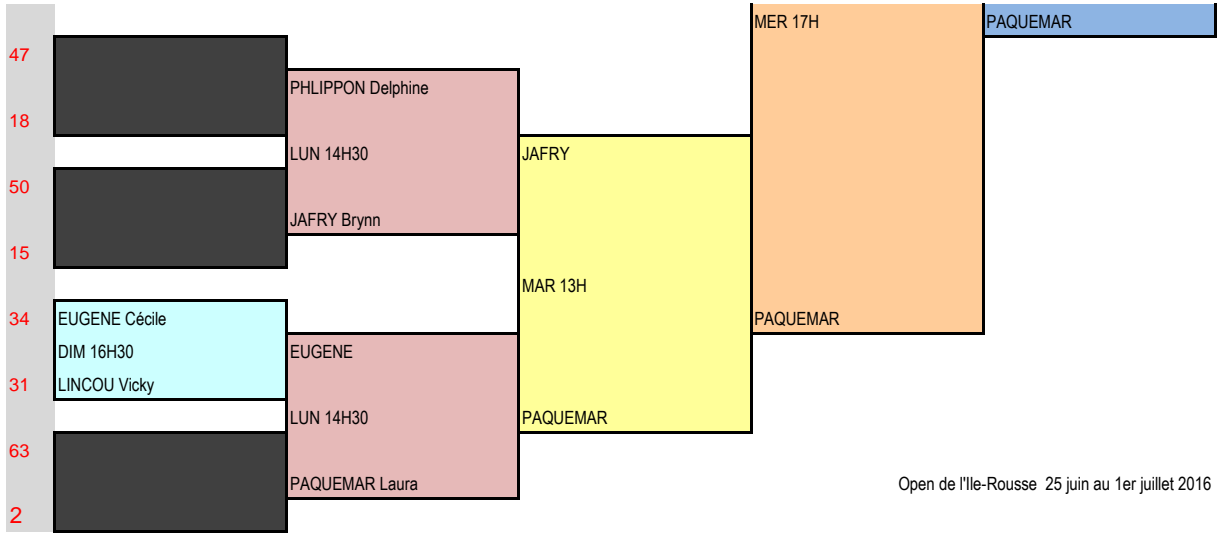 MER 17H
PAQUEMAR
47
PHLIPPON Delphine
18
LUN 14H30
JAFRY
50
JAFRY Brynn
15
MAR 13H
34
EUGENE Cécile
PAQUEMAR
DIM 16H30
EUGENE
31
LINCOU Vicky
LUN 14H30
PAQUEMAR
63
PAQUEMAR Laura
Open de l'Ile-Rousse 25 juin au 1er juillet 2016
2